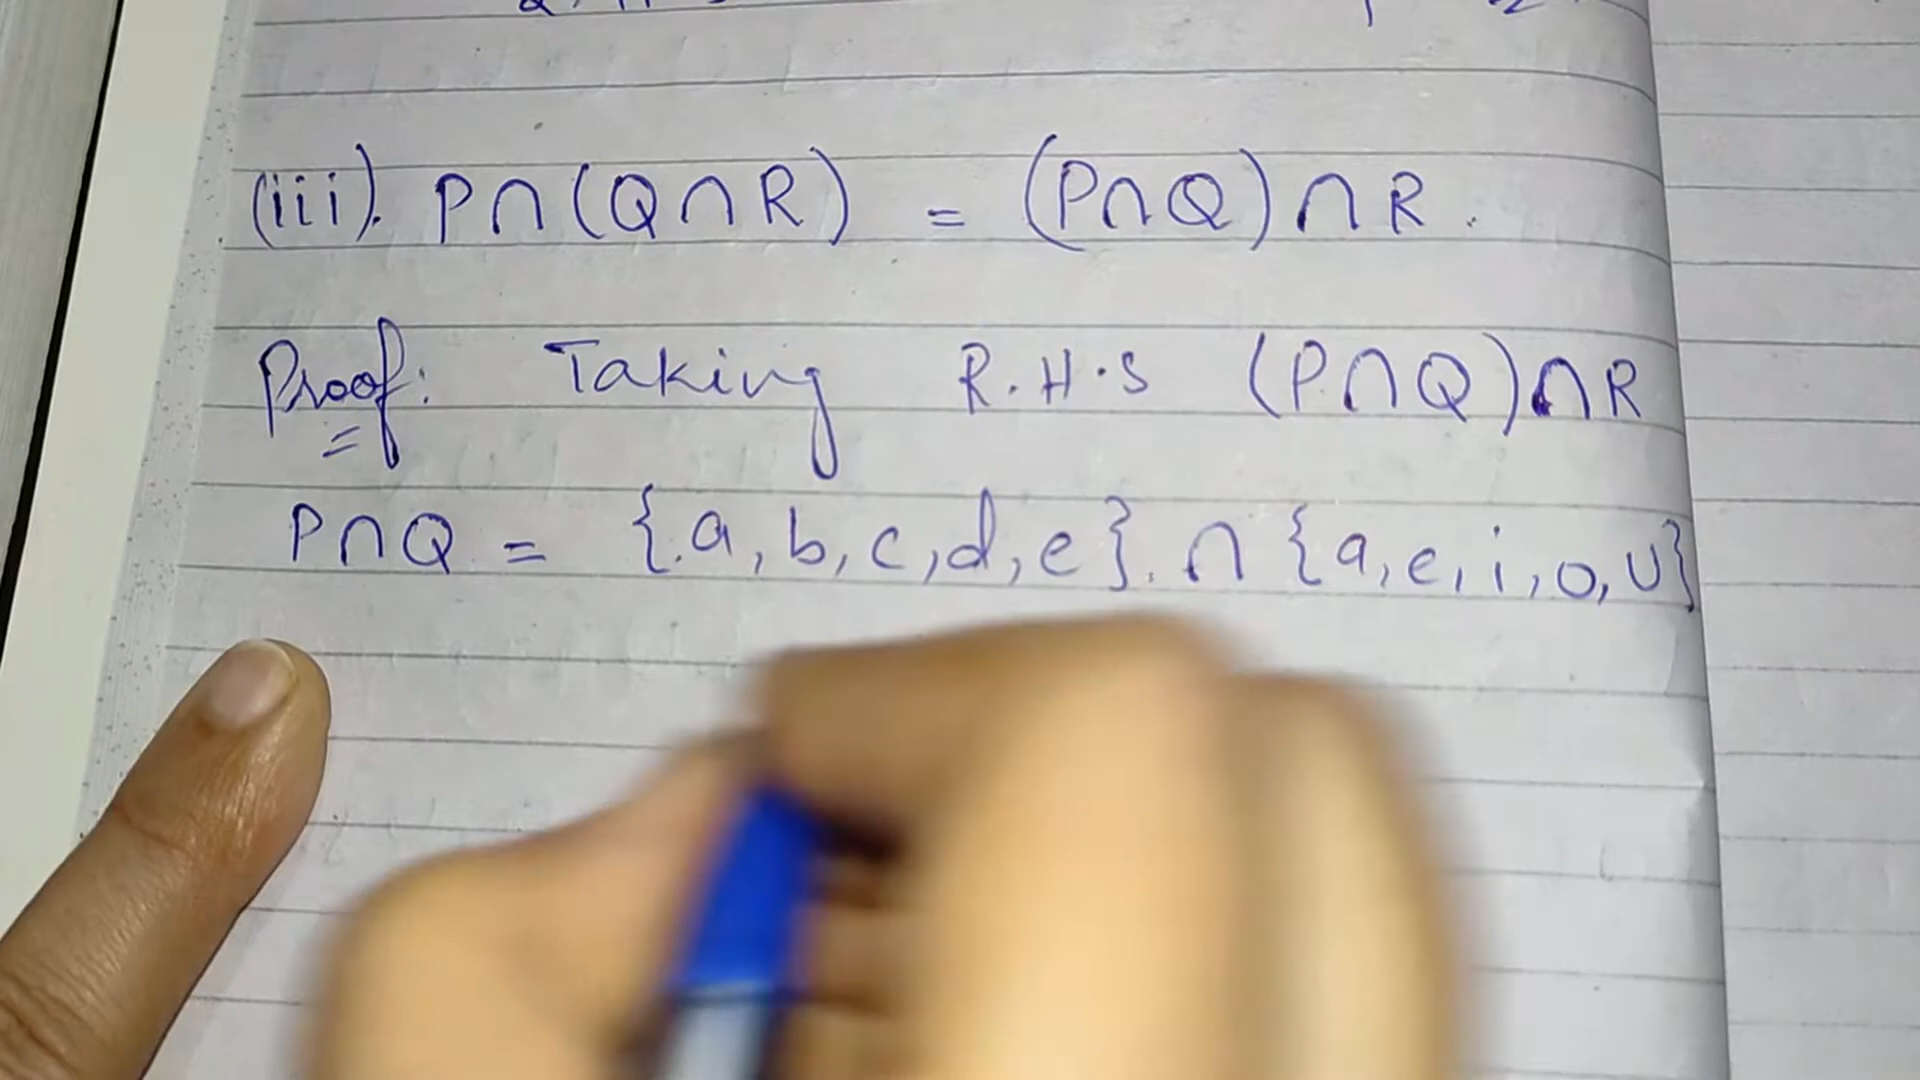 (iii). P∩(Q∩R) = (P∩Q)∩R.
Proof: Taking R.H.S (P∩Q)∩R
P∩Q = {a, b, c, d, e}. ∩ {a, e, i, o, u}